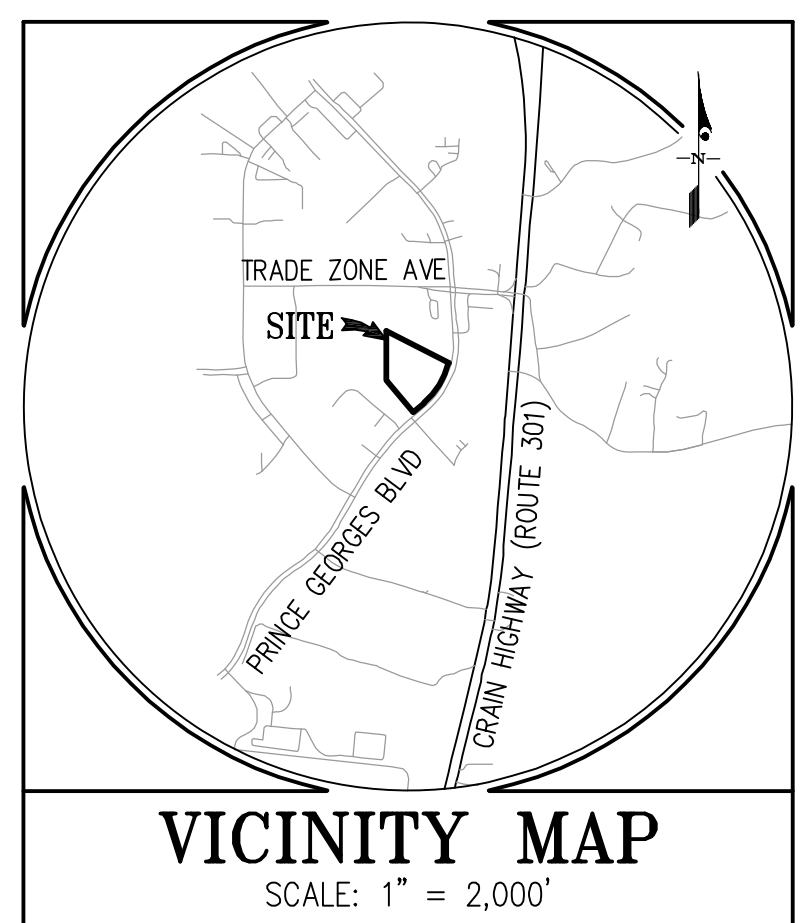 —N—
TRADE ZONE AVE
SITE
PRINCE GEORGES BLVD
CRAIN HIGHWAY (ROUTE 301)
VICINITY MAP
SCALE: 1" = 2,000'